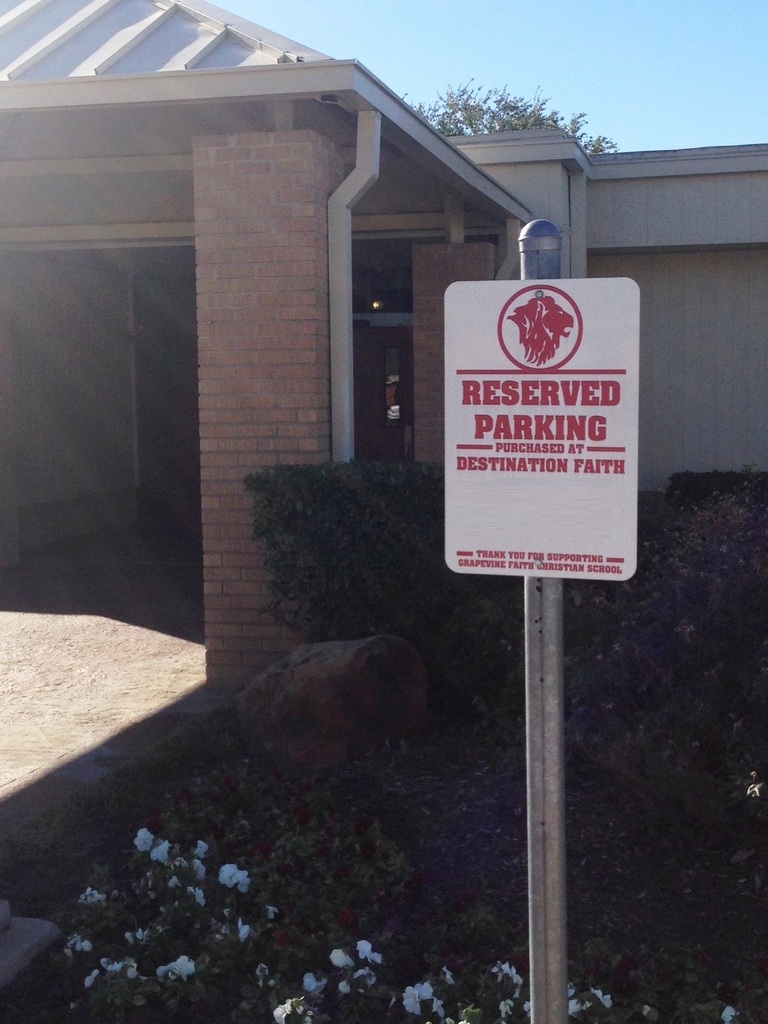 RESERVED
PARKING
PURCHASED AT
DESTINATION FAITH
THANK YOU FOR SUPPORTING
GRAPEVINE FAITH CHRISTIAN SCHOOL